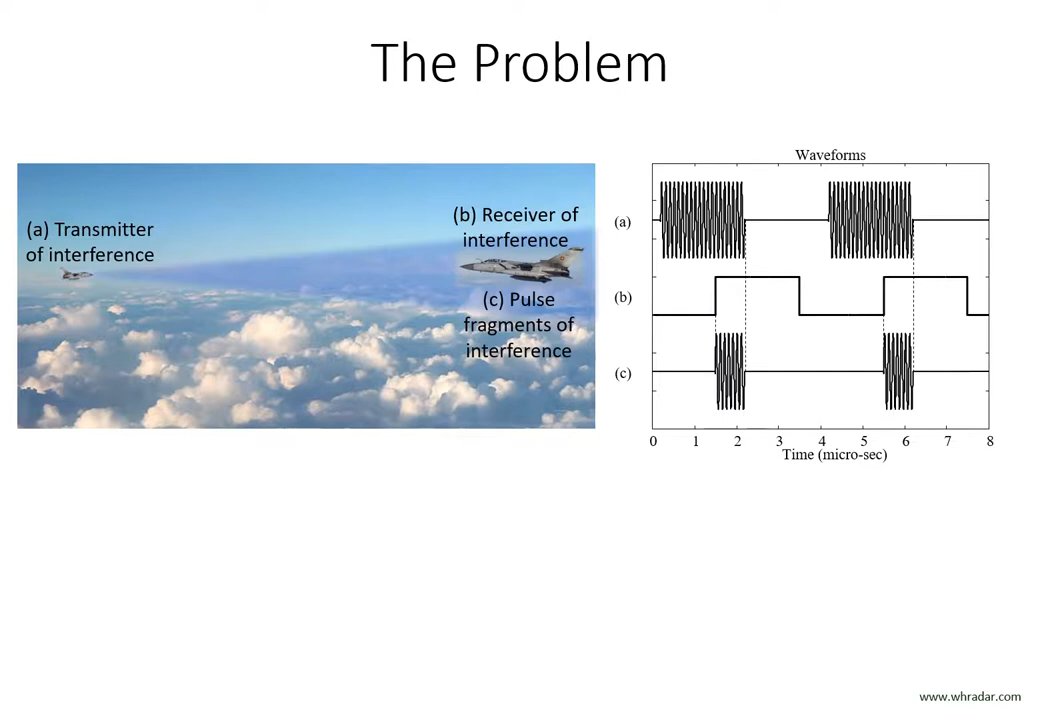 The Problem
(a) Transmitter
of interference
(b) Receiver of
interference
(c) Pulse
fragments of
interference
Waveforms
(a)
(b)
(c)
0 1 2 3 4 5 6 7 8
Time (micro-sec)
www.whradar.com